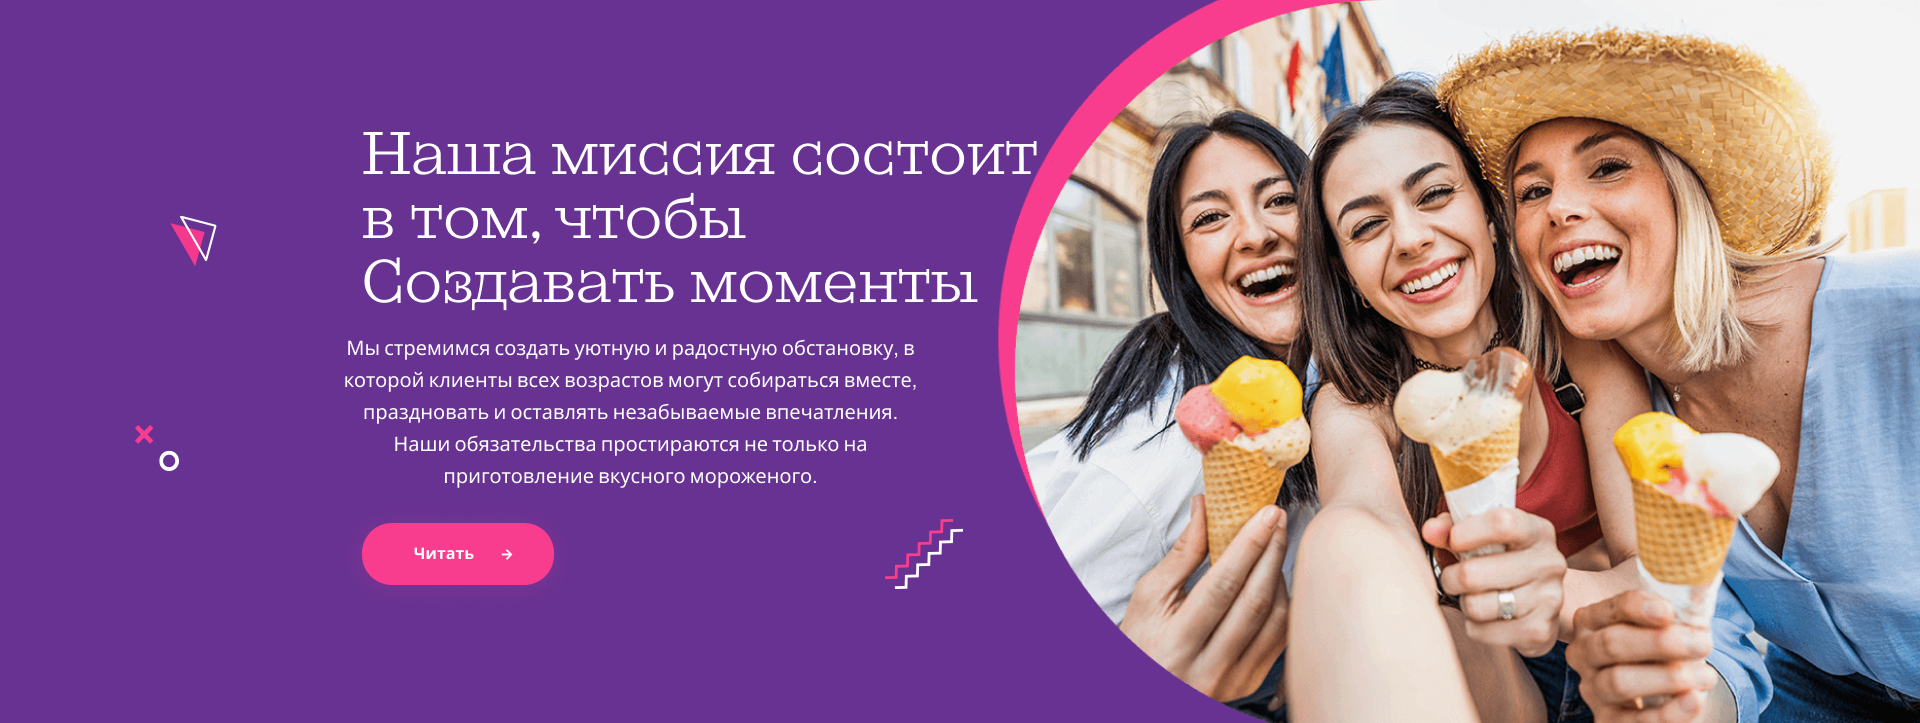 Наша миссия состоит
в том, чтобы
Создавать моменты
Мы стремимся создать уютную и радостную обстановку, в
которой клиенты всех возрастов могут собираться вместе,
праздновать и оставлять незабываемые впечатления.
Наши обязательства простираются не только на
приготовление вкусного мороженого.
Читать →